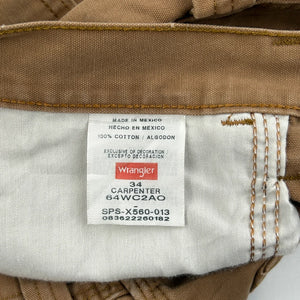 MADE IN MEXICO
HECHO EN MEXICO
100% COTTON / ALGODON
EXCLUSIVE OF DECORATION
EXCEPTO DECORACION
Wrangler
34
CARPENTER
64WC2AO
SPS-X560-013
083622260182